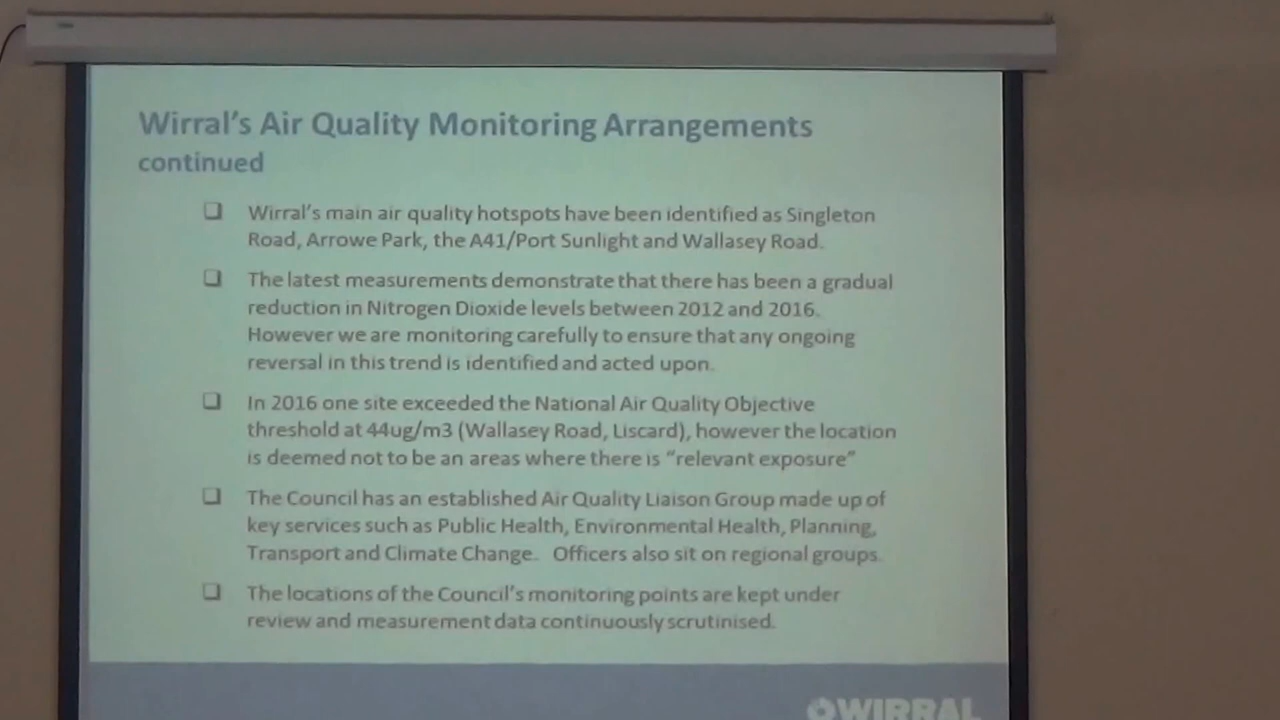 Wirral's Air Quality Monitoring Arrangements
continued
❑ Wirral's main air quality hotspots have been identified as Singleton
Road, Arrowe Park, the A41/Port Sunlight and Wallasey Road.
❑ The latest measurements demonstrate that there has been a gradual
reduction in Nitrogen Dioxide levels between 2012 and 2016.
However we are monitoring carefully to ensure that any ongoing
reversal in this trend is identified and acted upon.
❑ In 2016 one site exceeded the National Air Quality Objective
threshold at 44ug/m3 (Wallasey Road, Liscard), however the location
is deemed not to be an areas where there is "relevant exposure"
❑ The Council has an established Air Quality Liaison Group made up of
key services such as Public Health, Environmental Health, Planning,
Transport and Climate Change. Officers also sit on regional groups.
❑ The locations of the Council's monitoring points are kept under
review and measurement data continuously scrutinised.
WIRRAL